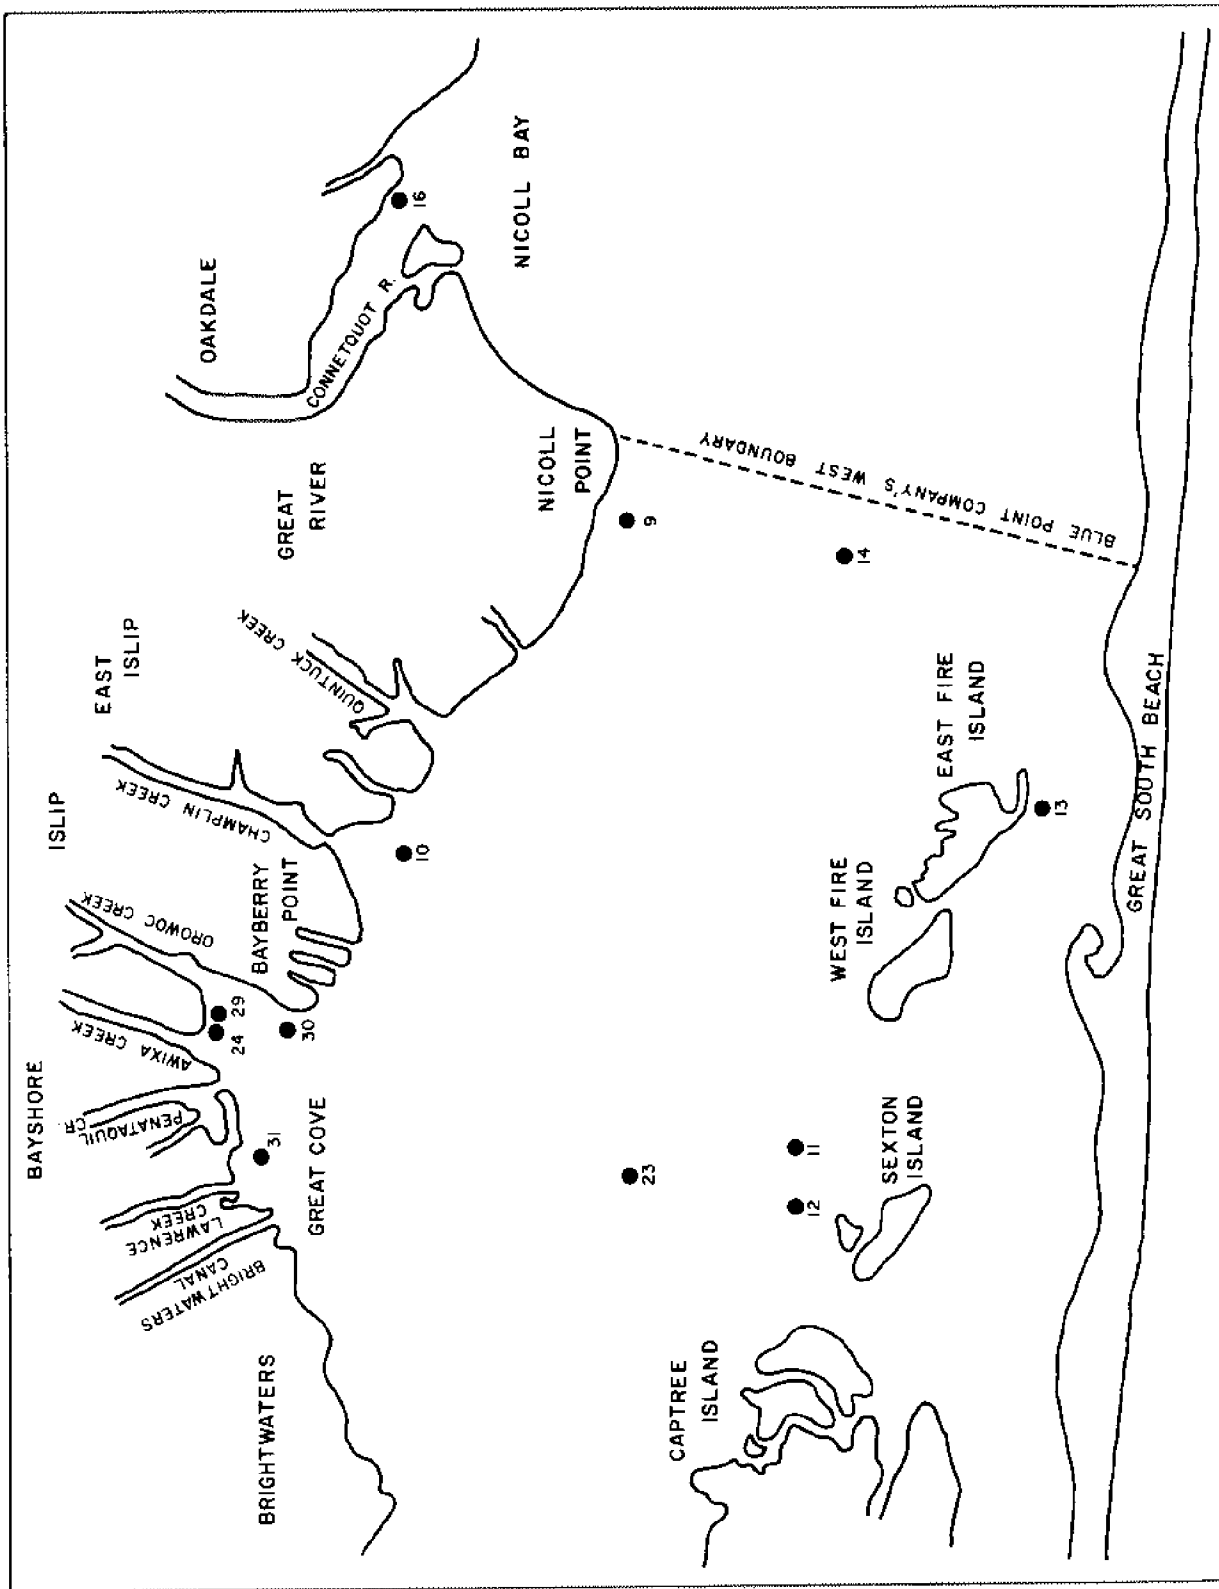 BAYSHORE
ISLIP
EAST
ISLIP
GREAT
RIVER
OAKDALE
CONNETQUOT R.
16
NICOLL BAY
NICOLL
POINT
9
BLUE POINT COMPANY'S WEST BOUNDARY
14
QUINTUCK CREEK
CHAMPLIN CREEK
10
BAYBERRY
POINT
OROWOC CREEK
29
24
30
AWIXA CREEK
PENATAQUIL
CR.
31
LAWRENCE
CREEK
BRIGHTWATERS
CANAL
GREAT COVE
BRIGHTWATERS
23
11
12
SEXTON
ISLAND
CAPTREE
ISLAND
WEST FIRE
ISLAND
EAST FIRE
ISLAND
13
GREAT SOUTH BEACH